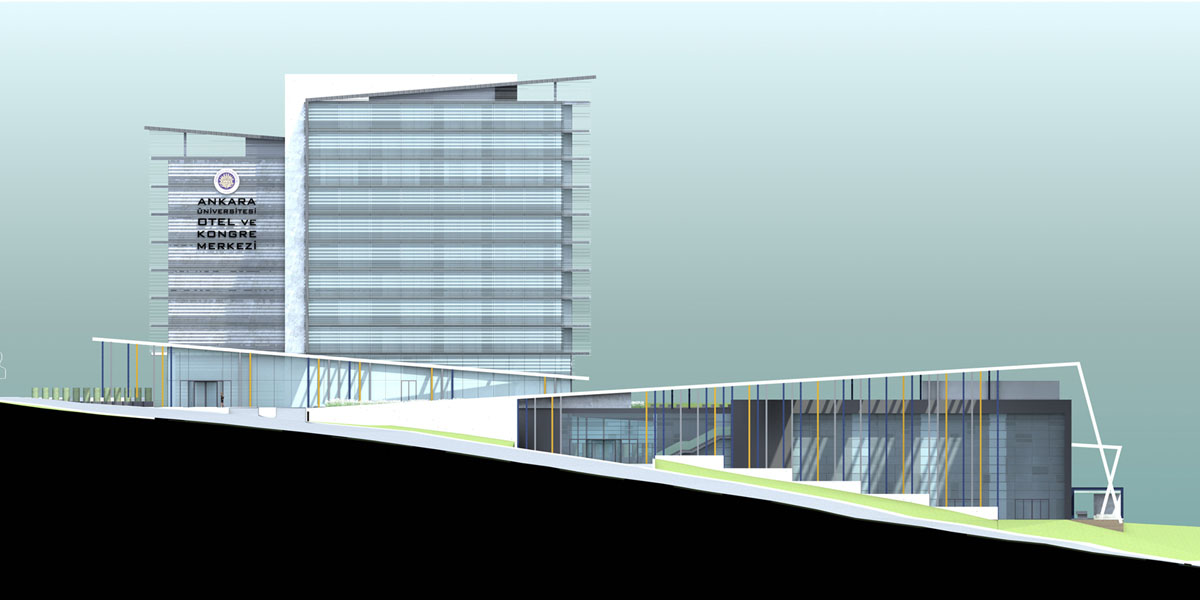 ANKARA
ÜNİVERSİTESİ
OTEL VE
KONGRE
MERKEZİ